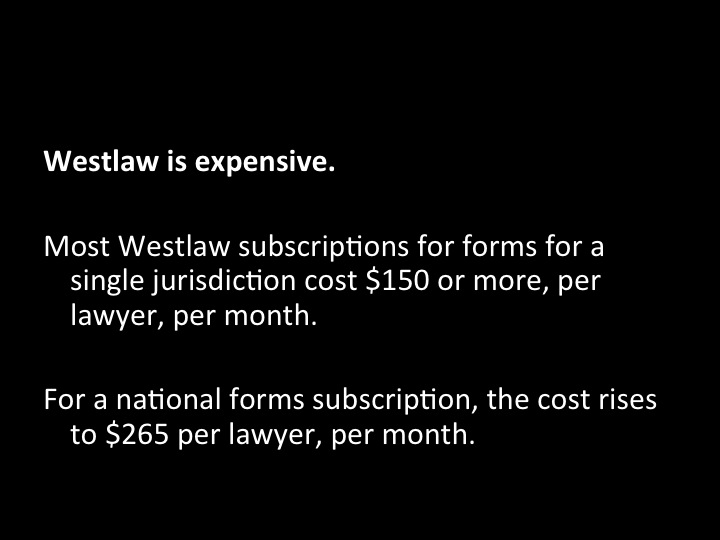 Westlaw is expensive.
Most Westlaw subscriptions for forms for a
single jurisdiction cost $150 or more, per
lawyer, per month.
For a national forms subscription, the cost rises
to $265 per lawyer, per month.